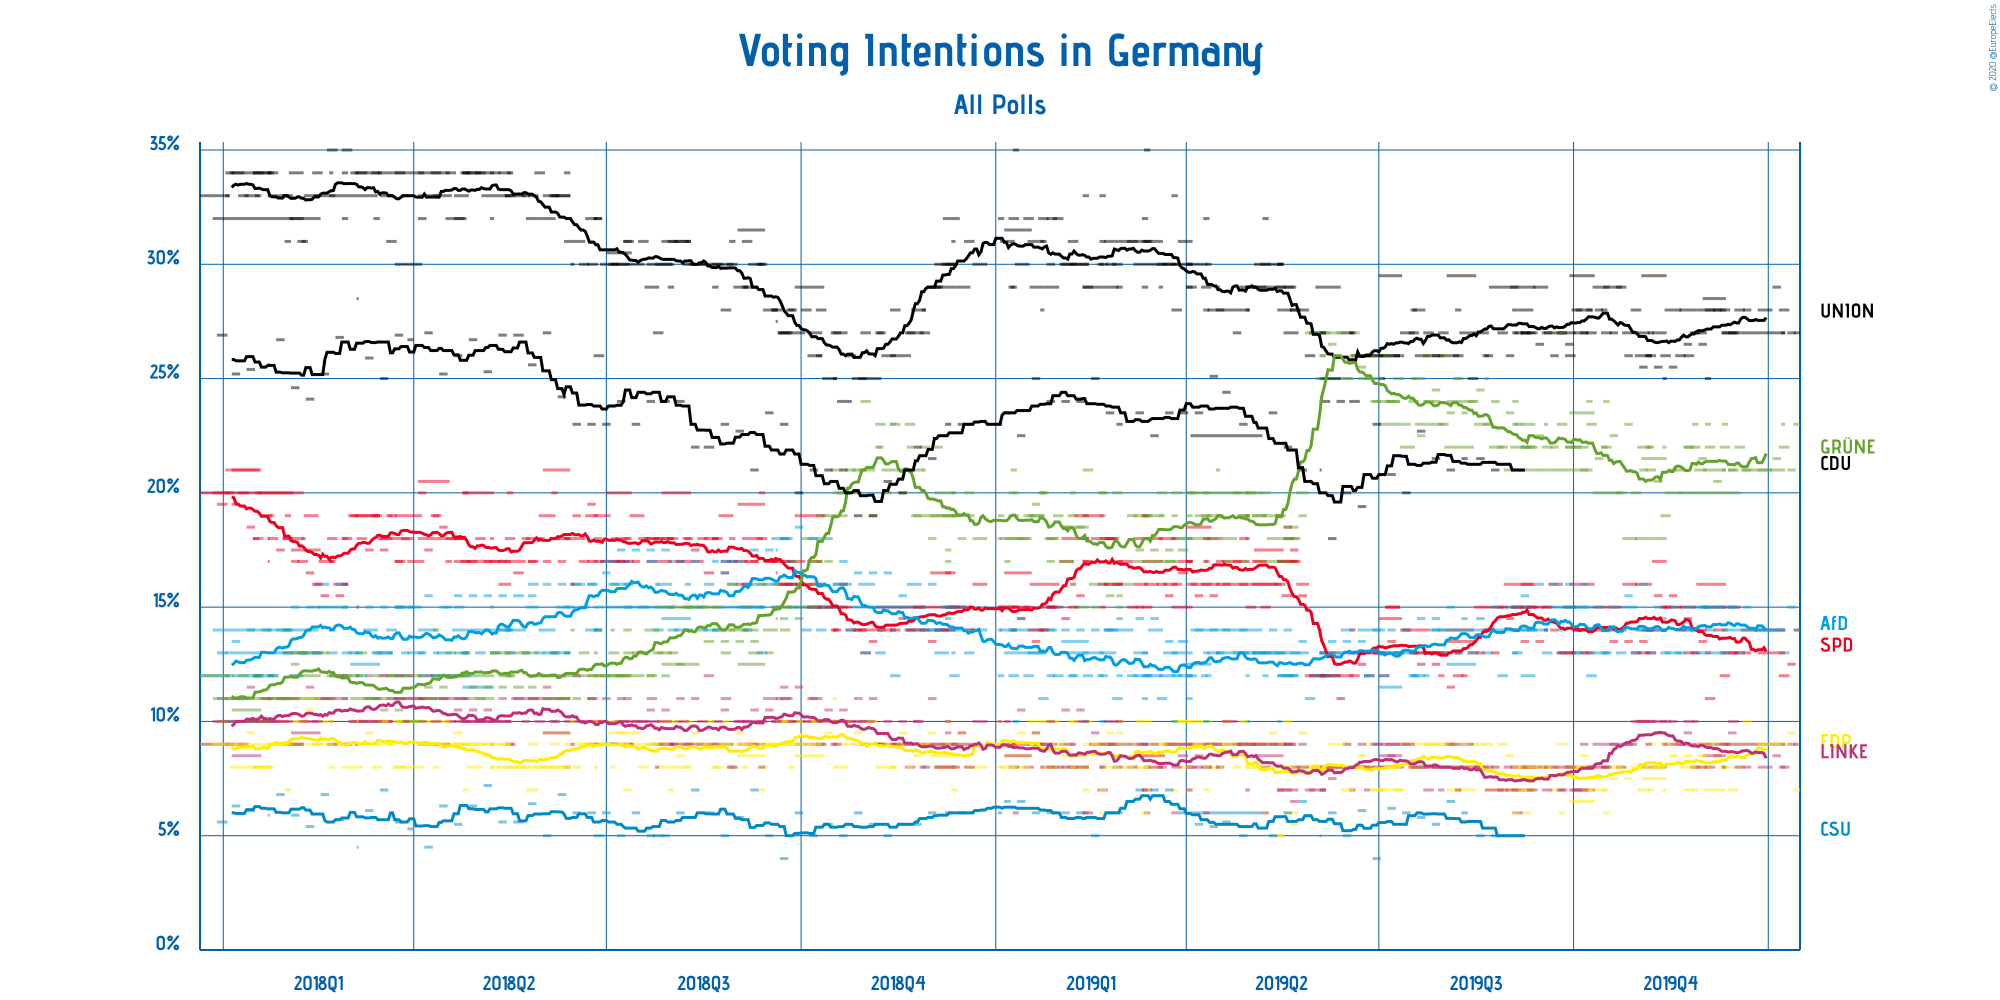 © 2020 @EuropeElects
Voting Intentions in Germany
All Polls
35%
30%
25%
20%
15%
10%
5%
0%
UNION
GRÜNE
CDU
AfD
SPD
FDP
LINKE
CSU
2018Q1 2018Q2 2018Q3 2018Q4 2019Q1 2019Q2 2019Q3 2019Q4